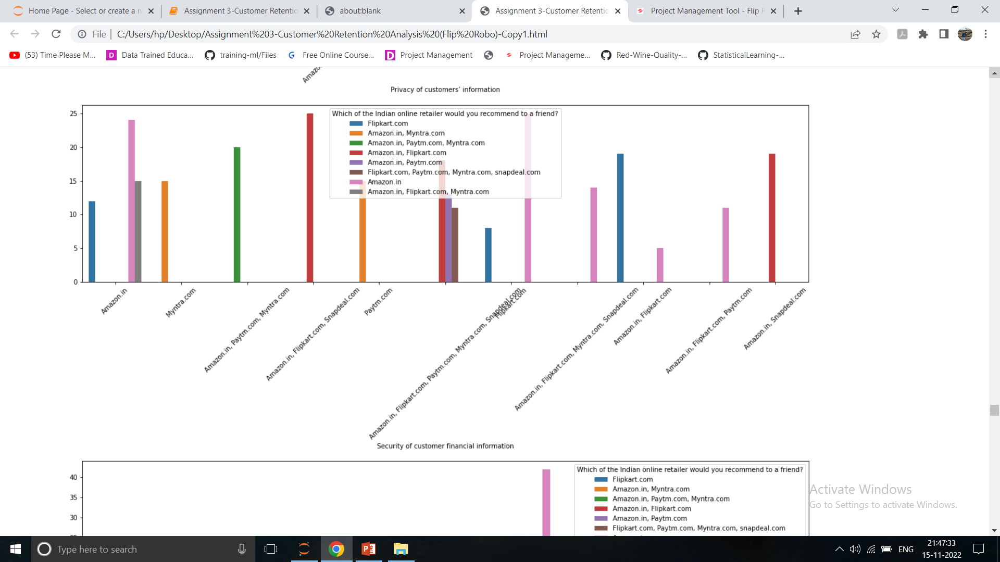 Home Page - Select or create a n
Assignment 3-Customer Retentio
about:blank
Assignment 3-Customer Retentio
Project Management Tool - Flip R
File
C:/Users/hp/Desktop/Assignment%203-Customer%20Retention%20Analysis%20(Flip%20Robo)-Copy1.html
(53) Time Please M...
Data Trained Educa...
training-ml/Files
Free Online Course...
Project Management
Project Manageme...
Red-Wine-Quality-...
StatisticalLearning-...
Privacy of customers’ information
25
20
15
10
5
0
Which of the Indian online retailer would you recommend to a friend?
Flipkart.com
Amazon.in, Myntra.com
Amazon.in, Paytm.com, Myntra.com
Amazon.in, Flipkart.com
Amazon.in, Paytm.com
Flipkart.com, Paytm.com, Myntra.com, snapdeal.com
Amazon.in
Amazon.in, Flipkart.com, Myntra.com
Amazon.in
Myntra.com
Amazon.in, Paytm.com, Myntra.com
Amazon.in, Flipkart.com, Snapdeal.com
Paytm.com
Amazon.in, Flipkart.com, Paytm.com, Myntra.com, Snapdeal.com
Flipkart.com
Amazon.in, Flipkart.com, Myntra.com, Snapdeal.com
Amazon.in, Flipkart.com
Amazon.in, Flipkart.com, Paytm.com
Amazon.in, Snapdeal.com
Security of customer financial information
40
35
30
Which of the Indian online retailer would you recommend to a friend?
Flipkart.com
Amazon.in, Myntra.com
Amazon.in, Paytm.com, Myntra.com
Amazon.in, Flipkart.com
Amazon.in, Paytm.com
Flipkart.com, Paytm.com, Myntra.com, snapdeal.com
Activate Windows
Go to Settings to activate Windows.
Type here to search
ENG
21:47:33
15-11-2022